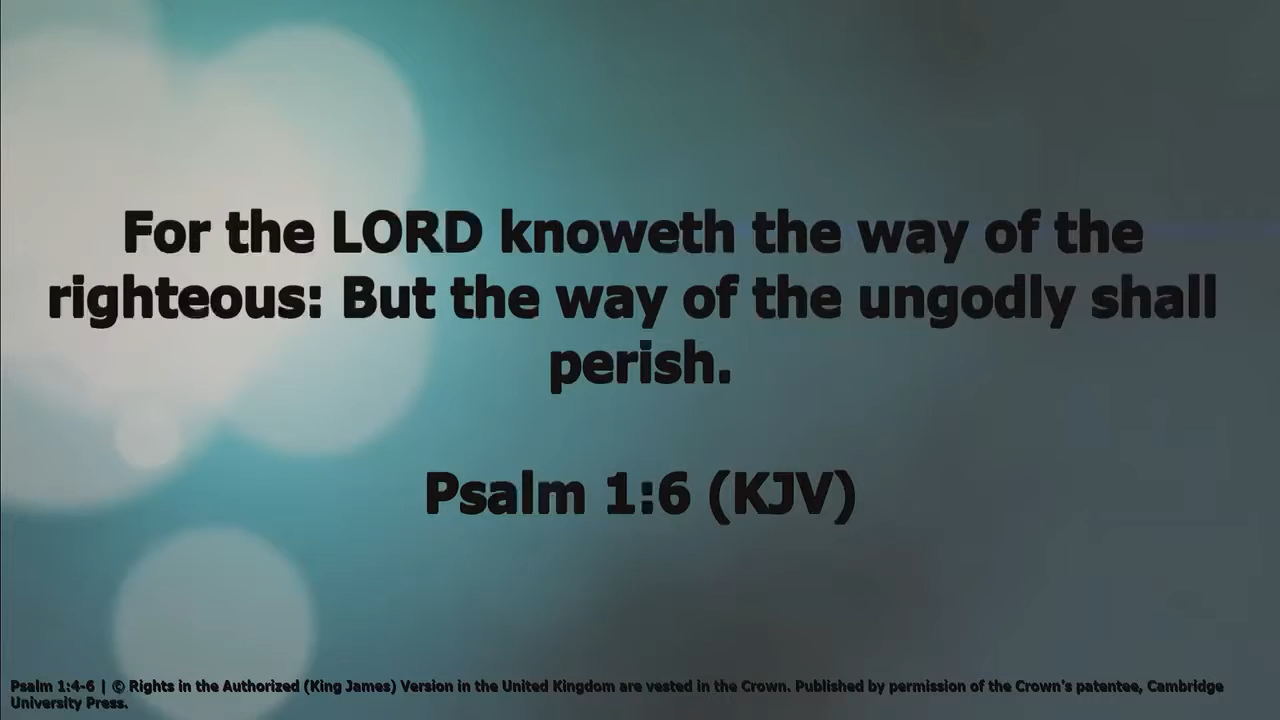 For the LORD knoweth the way of the
righteous: But the way of the ungodly shall
perish.
Psalm 1:6 (KJV)
Psalm 1:4-6 | © Rights in the Authorized (King James) Version in the United Kingdom are vested in the Crown. Published by permission of the Crown's patentee, Cambridge
University Press.